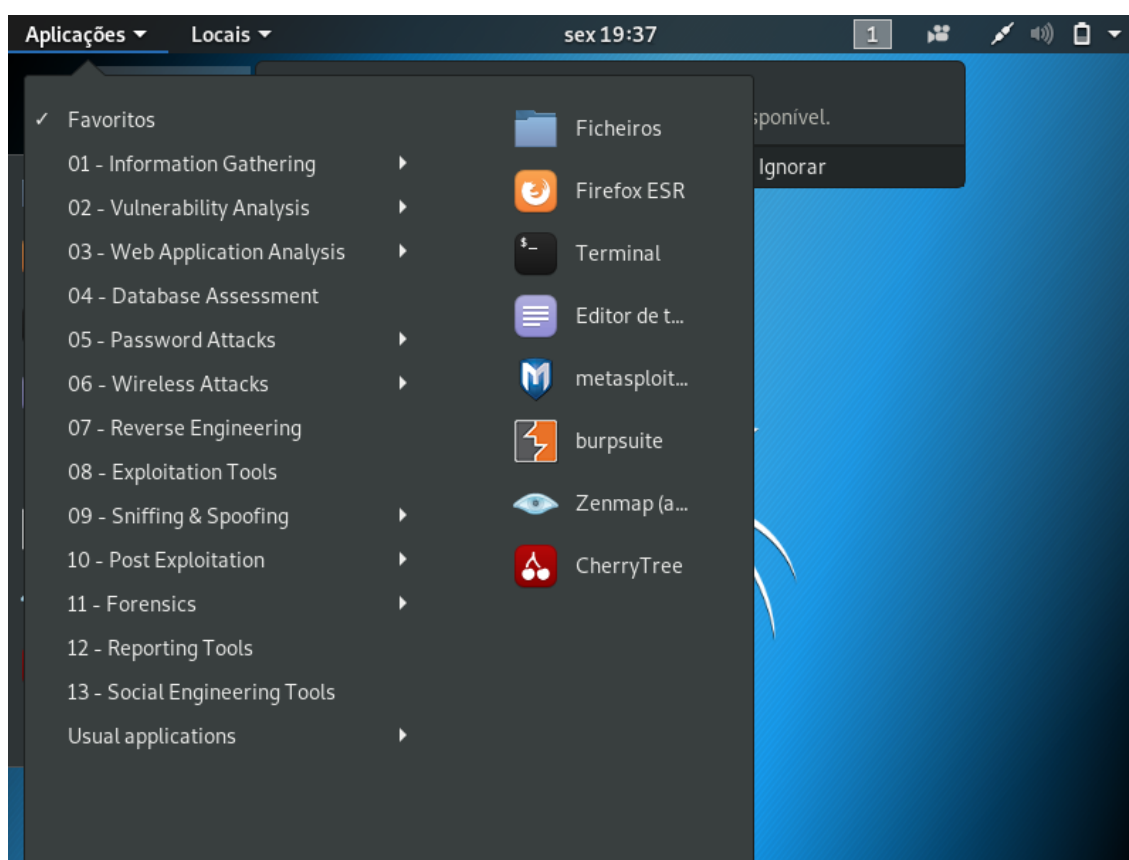 Aplicações Locais sex 19:37 1
Favoritos
01 - Information Gathering
02 - Vulnerability Analysis
03 - Web Application Analysis
04 - Database Assessment
05 - Password Attacks
06 - Wireless Attacks
07 - Reverse Engineering
08 - Exploitation Tools
09 - Sniffing & Spoofing
10 - Post Exploitation
11 - Forensics
12 - Reporting Tools
13 - Social Engineering Tools
Usual applications
Ficheiros
Firefox ESR
$_
Terminal
Editor de t...
M
metasploit...
burpsuite
Zenmap (a...
CherryTree
sponível.
Ignorar